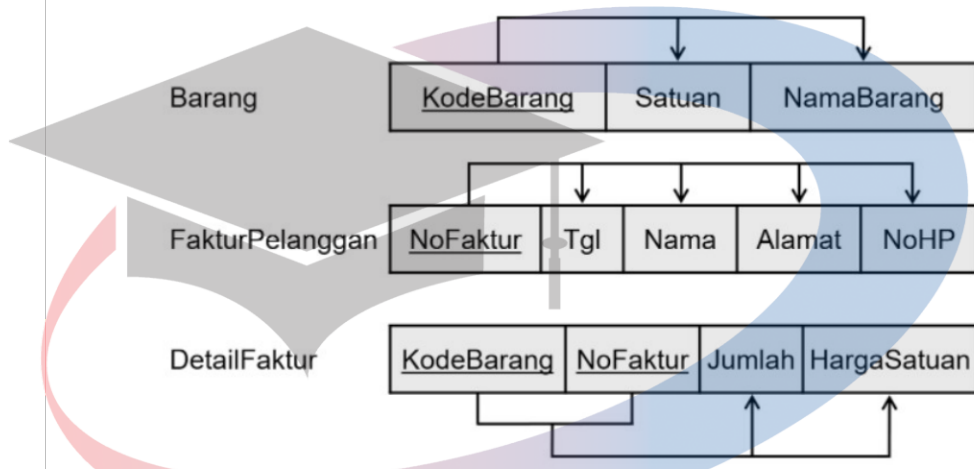 Barang KodeBarang Satuan NamaBarang
FakturPelanggan NoFaktur Tgl Nama Alamat NoHP
DetailFaktur KodeBarang NoFaktur Jumlah HargaSatuan